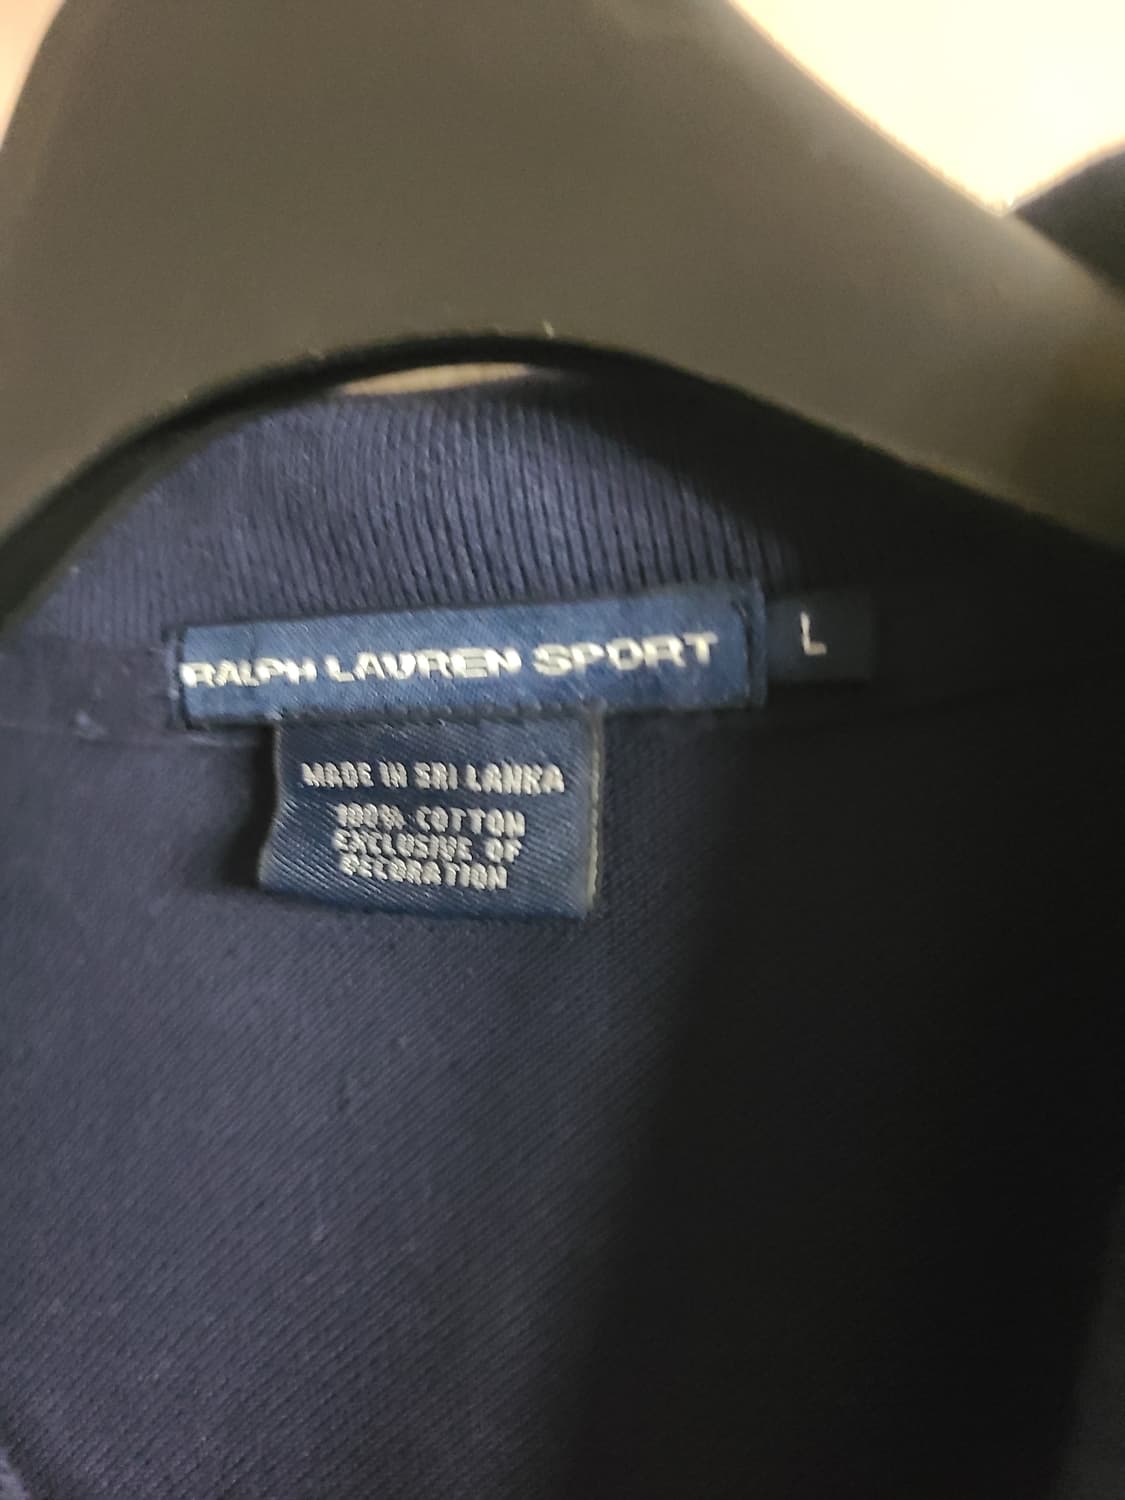 RALPH LAUREN SPORT
L
MADE IN SRI LANKA
100% COTTON
EXCLUSIVE OF
DECORATION